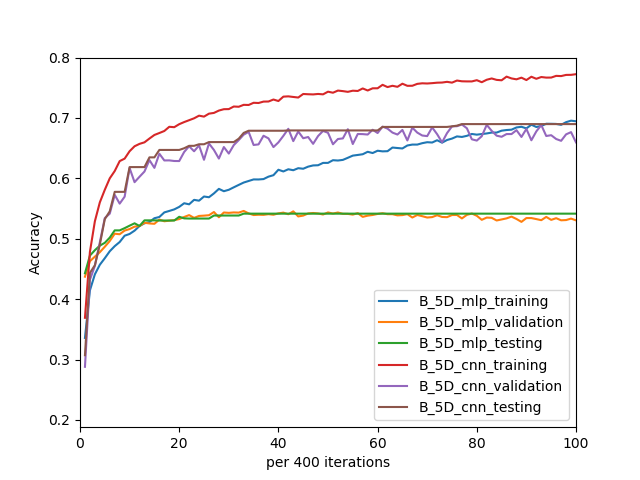 0.8
0.7
0.6
0.5
0.4
0.3
0.2
Accuracy
0 20 40 60 80 100
per 400 iterations
B_5D_mlp_training
B_5D_mlp_validation
B_5D_mlp_testing
B_5D_cnn_training
B_5D_cnn_validation
B_5D_cnn_testing